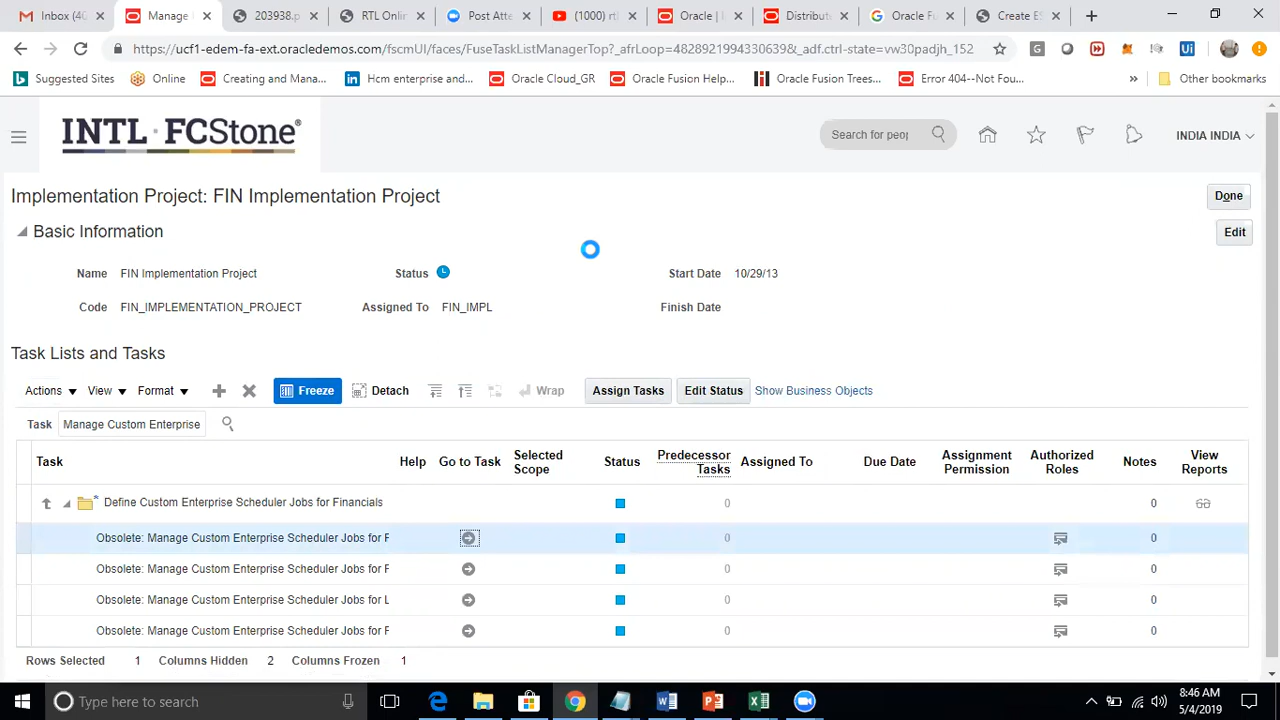 Inbox (40
Manage
203938.p
RTL Onlin
Post Atte
(1000) rtl
Oracle |
Distribut
Oracle Fu
Create ES
https://ucf1-edem-fa-ext.oracledemos.com/fscmUI/faces/FuseTaskListManagerTop?_afrLoop=48289219943306398&_adf.ctrl-state=vw30padjh_152
Suggested Sites
Online
Creating and Mana...
Hcm enterprise and...
Oracle Cloud_GR
Oracle Fusion Help...
Oracle Fusion Trees...
Error 404--Not Fou...
Other bookmarks
INTL FCStone®
Search for peop
INDIA INDIA
Implementation Project: FIN Implementation Project
Done
Basic Information
Edit
Name FIN Implementation Project Status Start Date 10/29/13
Code FIN_IMPLEMENTATION_PROJECT Assigned To FIN_IMPL Finish Date
Task Lists and Tasks
Actions View Format Freeze Detach Wrap Assign Tasks Edit Status Show Business Objects
Task Manage Custom Enterprise
Task Help Go to Task Selected Scope Status Predecessor Tasks Assigned To Due Date Assignment Permission Authorized Roles Notes View Reports
Define Custom Enterprise Scheduler Jobs for Financials 0 0
Obsolete: Manage Custom Enterprise Scheduler Jobs for F 0 0
Obsolete: Manage Custom Enterprise Scheduler Jobs for F 0 0
Obsolete: Manage Custom Enterprise Scheduler Jobs for L 0 0
Obsolete: Manage Custom Enterprise Scheduler Jobs for F 0 0
Rows Selected 1 Columns Hidden 2 Columns Frozen 1
Type here to search
8:46 AM
5/4/2019